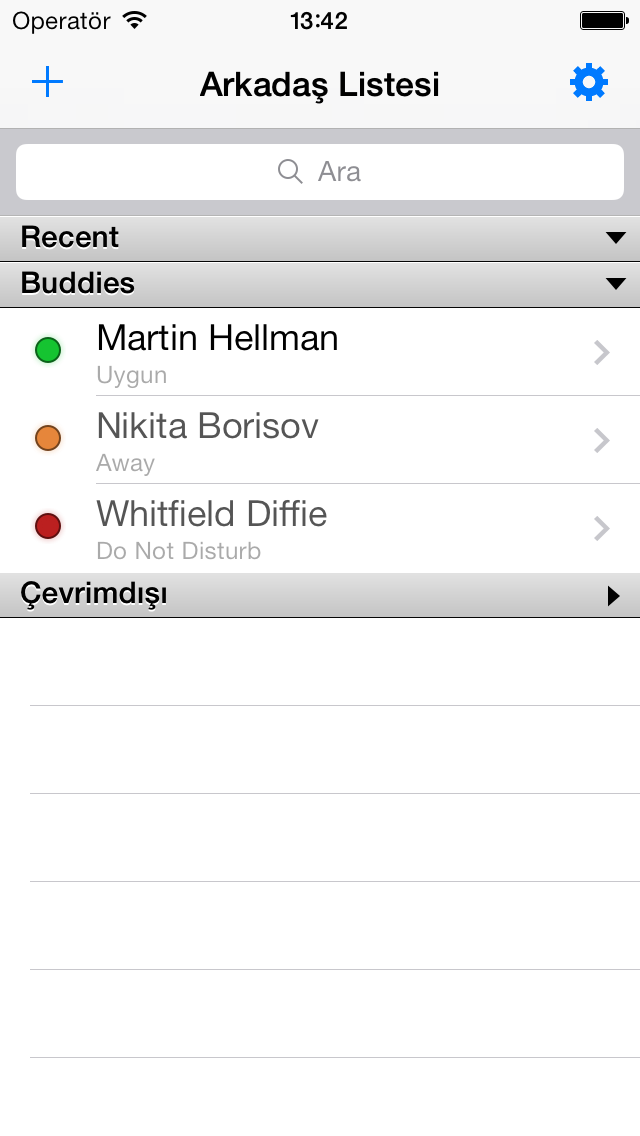 Operatör 13:42
Arkadaş Listesi
Ara
Recent
Buddies
Martin Hellman
Uygun
Nikita Borisov
Away
Whitfield Diffie
Do Not Disturb
Çevrimdışı